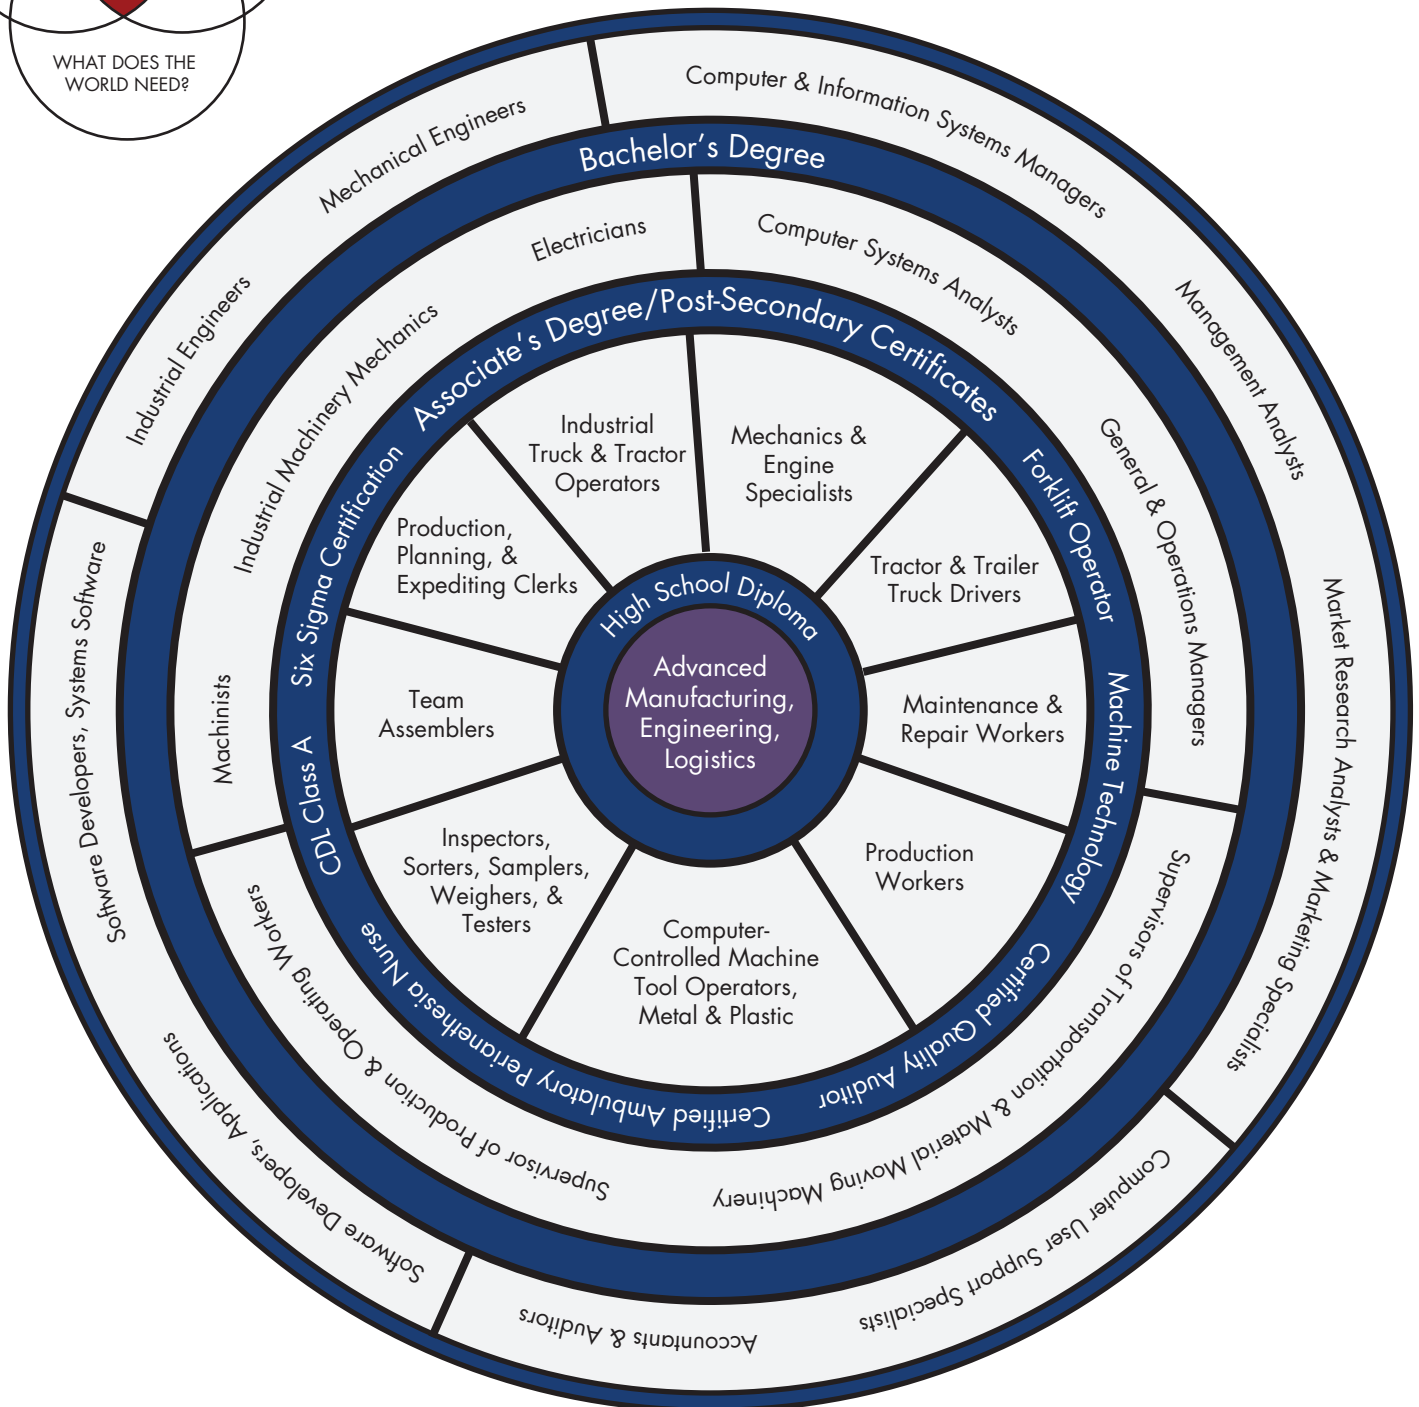 WHAT DOES THE
WORLD NEED?
Computer & Information Systems Managers
Management Analysts
Market Research Analysts & Marketing Specialists
Computer User Support Specialists
Accountants & Auditors
Software Developers, Applications
Software Developers, Systems Software
Industrial Engineers
Mechanical Engineers
Bachelor's Degree
Computer Systems Analysts
General & Operations Managers
Supervisors of Transportation & Material Moving Machinery
Supervisor of Production & Operating Workers
Machinists
Industrial Machinery Mechanics
Electricians
Associate's Degree/Post-Secondary Certificates
Forklift Operator
Machine Technology
Certified Quality Auditor
Certified Ambulatory Perianethesia Nurse
CDL Class A
Six Sigma Certification
Mechanics &
Engine
Specialists
Tractor & Trailer
Truck Drivers
Maintenance &
Repair Workers
Production
Workers
Computer-
Controlled Machine
Tool Operators,
Metal & Plastic
Inspectors,
Sorters, Samplers,
Weighers, &
Testers
Team
Assemblers
Production,
Planning, &
Expediting Clerks
Industrial
Truck & Tractor
Operators
High School Diploma
Advanced
Manufacturing,
Engineering,
Logistics